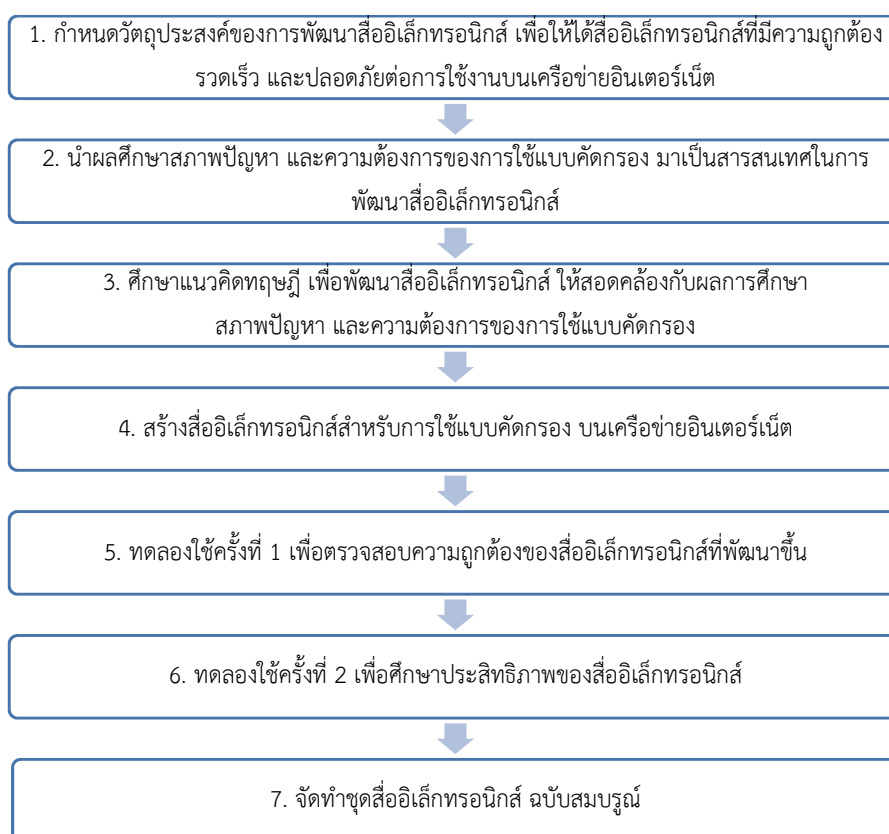 1. กำหนดวัตถุประสงค์ของการพัฒนาสื่ออิเล็กทรอนิกส์ เพื่อให้ได้สื่ออิเล็กทรอนิกส์ที่มีความถูกต้อง
รวดเร็ว และปลอดภัยต่อการใช้งานบนเครือข่ายอินเตอร์เน็ต
2. นำผลศึกษาสภาพปัญหา และความต้องการของการใช้แบบคัดกรอง มาเป็นสารสนเทศในการ
พัฒนาสื่ออิเล็กทรอนิกส์
3. ศึกษาแนวคิดทฤษฎี เพื่อพัฒนาสื่ออิเล็กทรอนิกส์ ให้สอดคล้องกับผลการศึกษา
สภาพปัญหา และความต้องการของการใช้แบบคัดกรอง
4. สร้างสื่ออิเล็กทรอนิกส์สำหรับการใช้แบบคัดกรอง บนเครือข่ายอินเตอร์เน็ต
5. ทดลองใช้ครั้งที่ 1 เพื่อตรวจสอบความถูกต้องของสื่ออิเล็กทรอนิกส์ที่พัฒนาขึ้น
6. ทดลองใช้ครั้งที่ 2 เพื่อศึกษาประสิทธิภาพของสื่ออิเล็กทรอนิกส์
7. จัดทำชุดสื่ออิเล็กทรอนิกส์ ฉบับสมบรูณ์